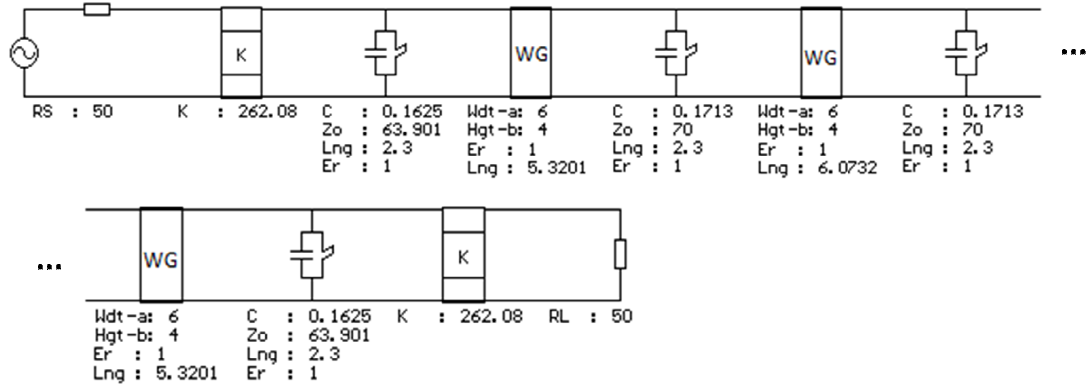 K
WG
WG
...
RS : 50
K : 262.08
C : 0.1625
Zo : 63.901
Lng : 2.3
Er : 1
Wdt-a: 6
Hgt-b: 4
Er : 1
Lng : 5.3201
C : 0.1713
Zo : 70
Lng : 2.3
Er : 1
Wdt-a: 6
Hgt-b: 4
Er : 1
Lng : 6.0732
C : 0.1713
Zo : 70
Lng : 2.3
Er : 1
...
WG
K
Wdt-a: 6
Hgt-b: 4
Er : 1
Lng : 5.3201
C : 0.1625
Zo : 63.901
Lng : 2.3
Er : 1
K : 262.08
RL : 50